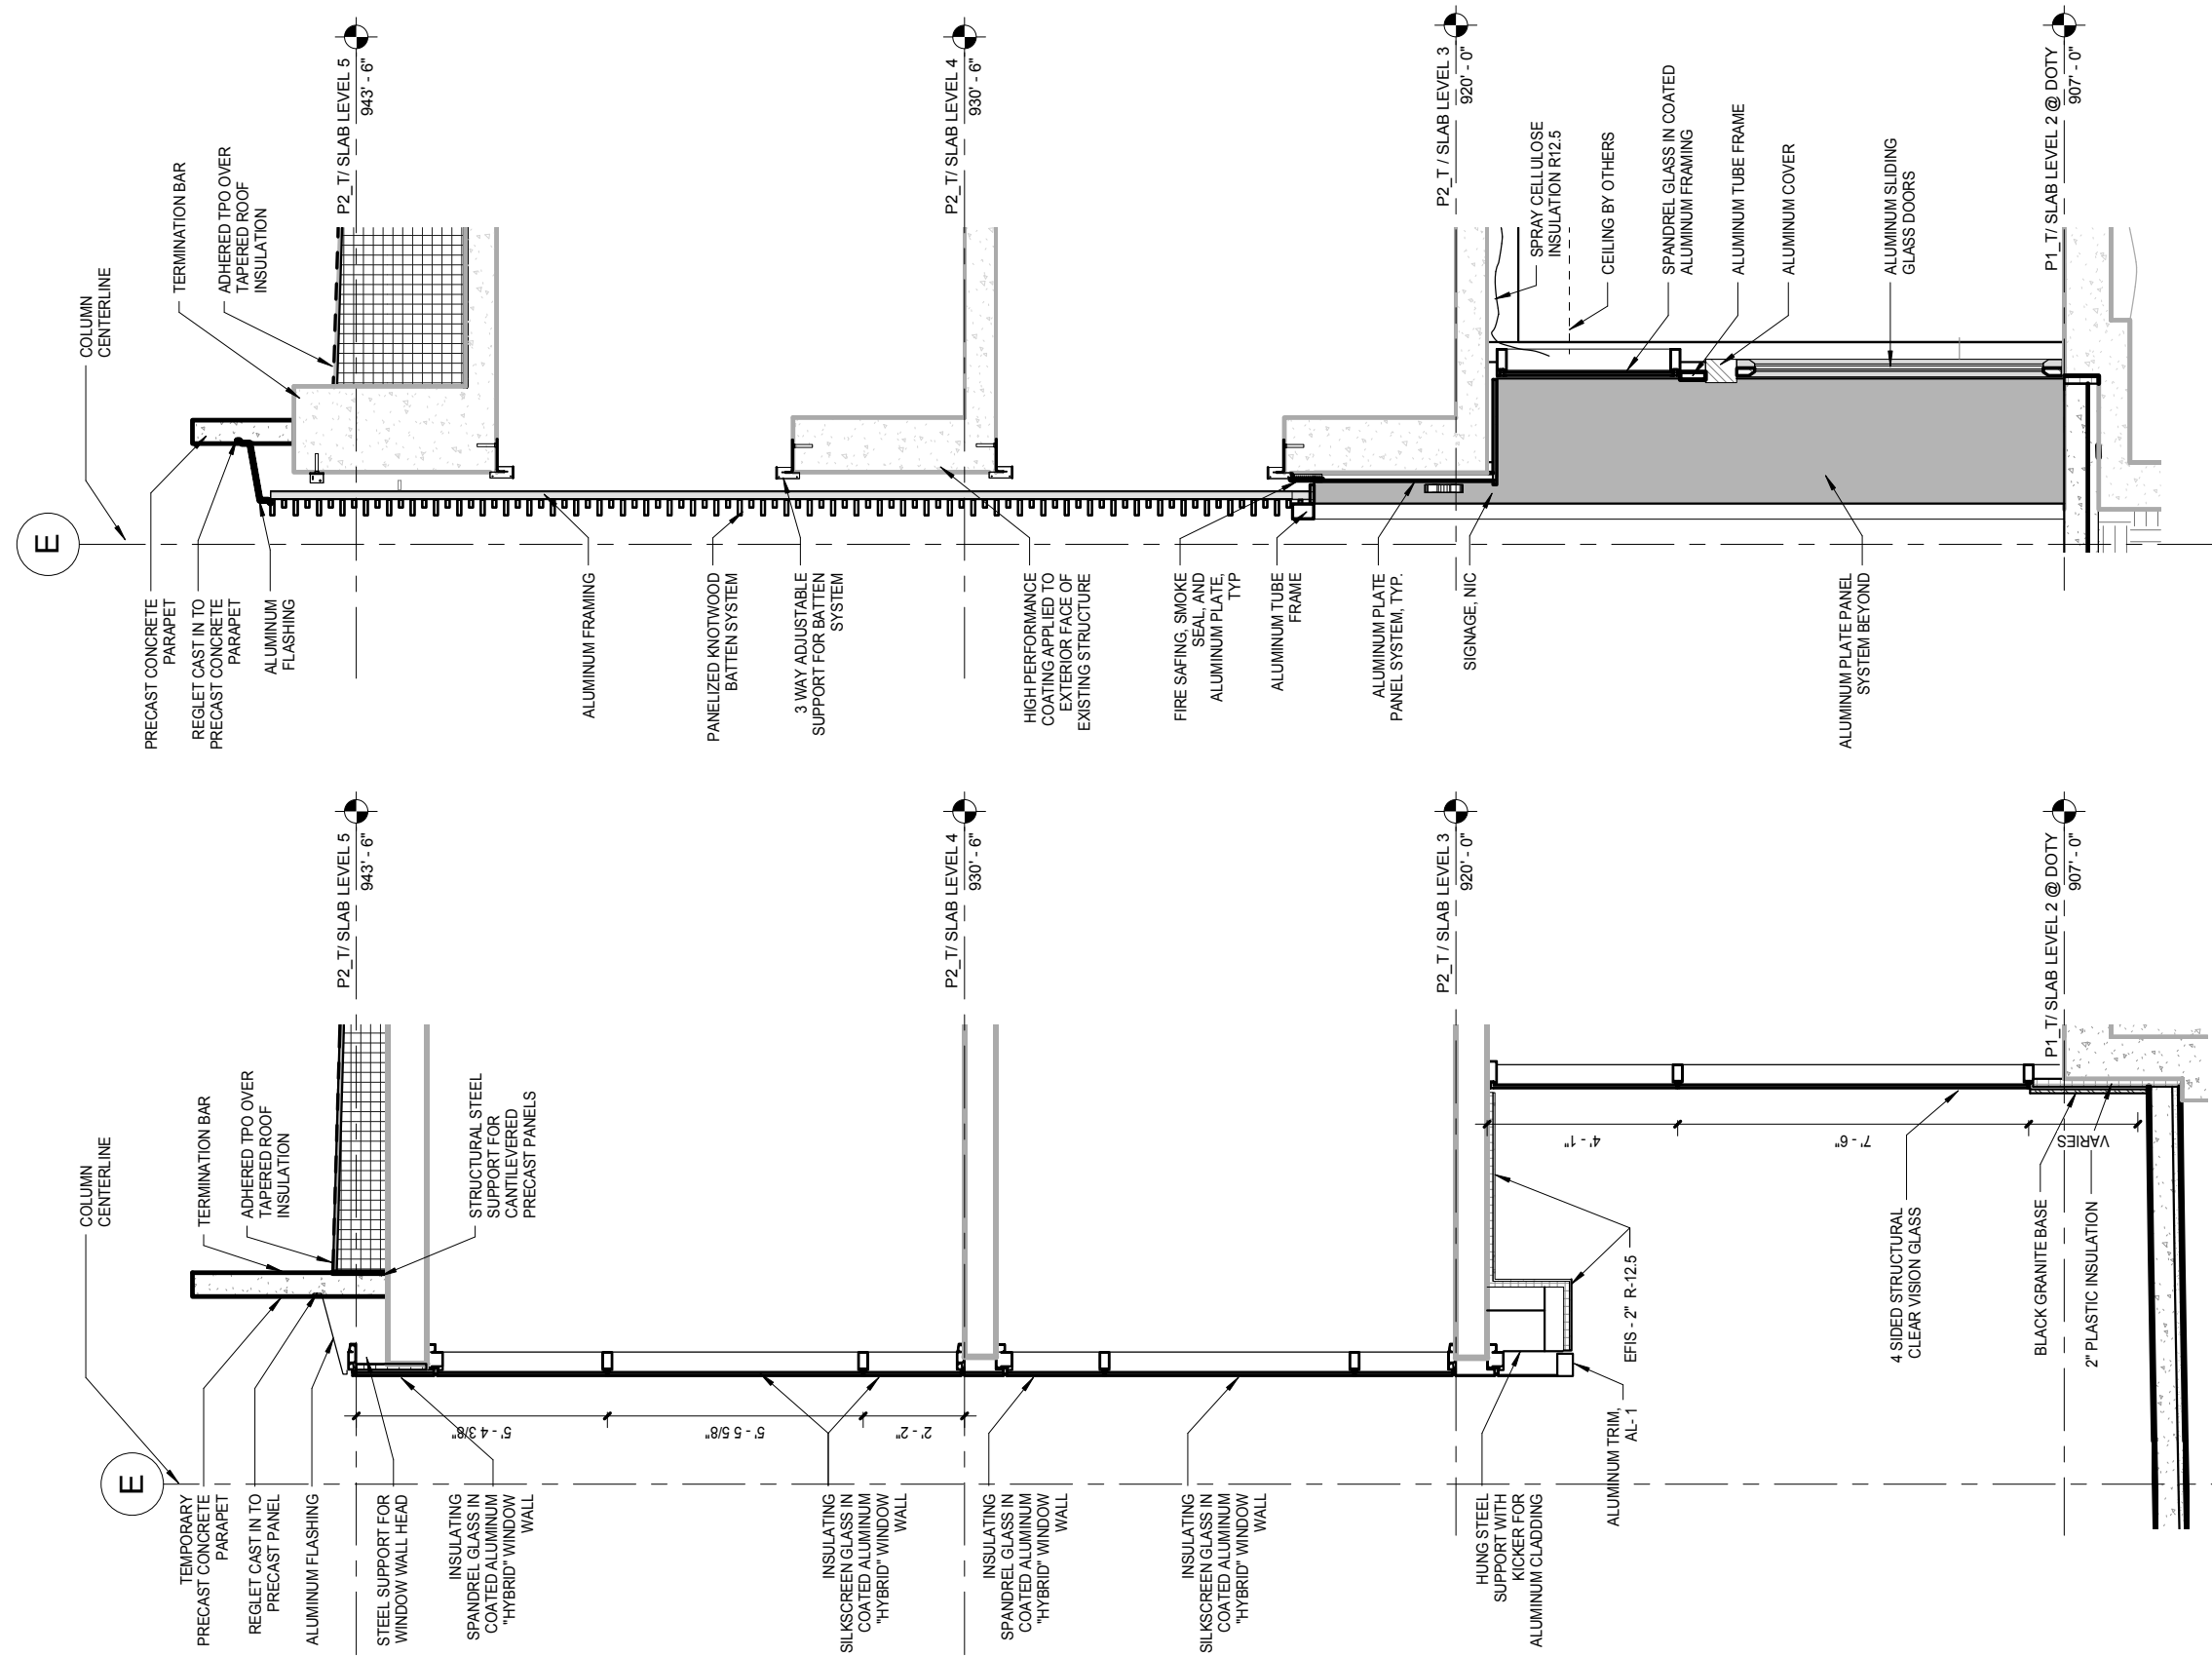 COLUMN
CENTERLINE
E
PRECAST CONCRETE
PARAPET
REGLET CAST IN TO
PRECAST CONCRETE
PARAPET
ALUMINUM
FLASHING
TERMINATION BAR
ADHERED TPO OVER
TAPERED ROOF
INSULATION
P2_T/ SLAB LEVEL 5
943' - 6"
ALUMINUM FRAMING
PANELIZED KNOTWOOD
BATTEN SYSTEM
3 WAY ADJUSTABLE
SUPPORT FOR BATTEN
SYSTEM
P2_T/ SLAB LEVEL 4
930' - 6"
HIGH PERFORMANCE
COATING APPLIED TO
EXTERIOR FACE OF
EXISTING STRUCTURE
FIRE SAFING, SMOKE
SEAL, AND
ALUMINUM PLATE,
TYP
ALUMINUM TUBE
FRAME
ALUMINUM PLATE
PANEL SYSTEM, TYP.
SIGNAGE, NIC
P2_T / SLAB LEVEL 3
920' - 0"
SPRAY CELLULOSE
INSULATION R12.5
CEILING BY OTHERS
SPANDREL GLASS IN COATED
ALUMINUM FRAMING
ALUMINUM TUBE FRAME
ALUMINUM COVER
ALUMINUM SLIDING
GLASS DOORS
ALUMINUM PLATE PANEL
SYSTEM BEYOND
P1_T/ SLAB LEVEL 2 @ DOTY
907' - 0"
COLUMN
CENTERLINE
E
TEMPORARY
PRECAST CONCRETE
PARAPET
REGLET CAST IN TO
PRECAST PANEL
ALUMINUM FLASHING
STEEL SUPPORT FOR
WINDOW WALL HEAD
INSULATING
SPANDREL GLASS IN
COATED ALUMINUM
"HYBRID" WINDOW
WALL
TERMINATION BAR
ADHERED TPO OVER
TAPERED ROOF
INSULATION
STRUCTURAL STEEL
SUPPORT FOR
CANTILEVERED
PRECAST PANELS
P2_T/ SLAB LEVEL 5
943' - 6"
5' - 4 3/8"
5' - 5 5/8"
2' - 2"
INSULATING
SILKSCREEN GLASS IN
COATED ALUMINUM
"HYBRID" WINDOW
WALL
P2_T/ SLAB LEVEL 4
930' - 6"
INSULATING
SPANDREL GLASS IN
COATED ALUMINUM
"HYBRID" WINDOW
WALL
INSULATING
SILKSCREEN GLASS IN
COATED ALUMINUM
"HYBRID" WINDOW
WALL
P2_T / SLAB LEVEL 3
920' - 0"
HUNG STEEL
SUPPORT WITH
KICKER FOR
ALUMINUM CLADDING
ALUMINUM TRIM,
AL- 1
EFIS - 2" R-12.5
4' - 1"
7' - 6"
VARIES
4 SIDED STRUCTURAL
CLEAR VISION GLASS
BLACK GRANITE BASE
2" PLASTIC INSULATION
P1_T/ SLAB LEVEL 2 @ DOTY
907' - 0"